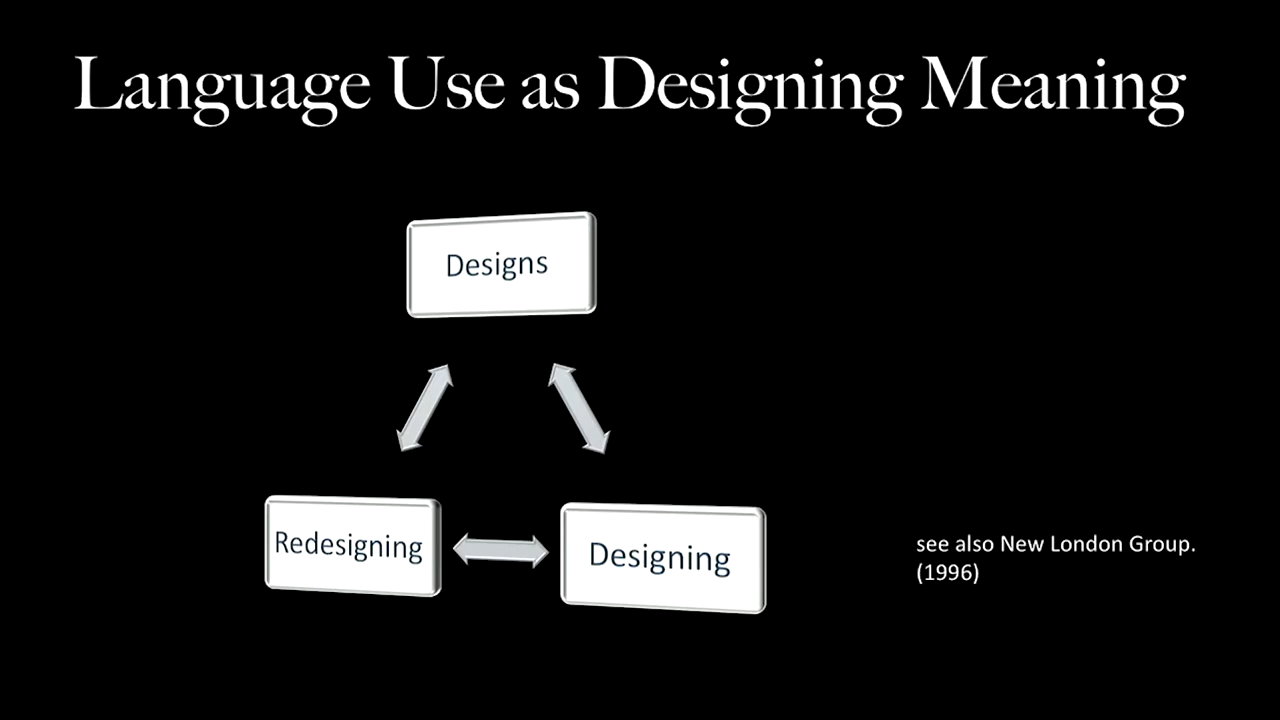 Language Use as Designing Meaning
Designs
Redesigning
Designing
see also New London Group.
(1996)